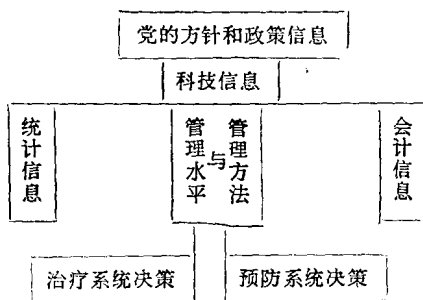 党的方针和政策信息
科技信息
统计信息
管理水平
与
管理方法
会计信息
治疗系统决策
预防系统决策